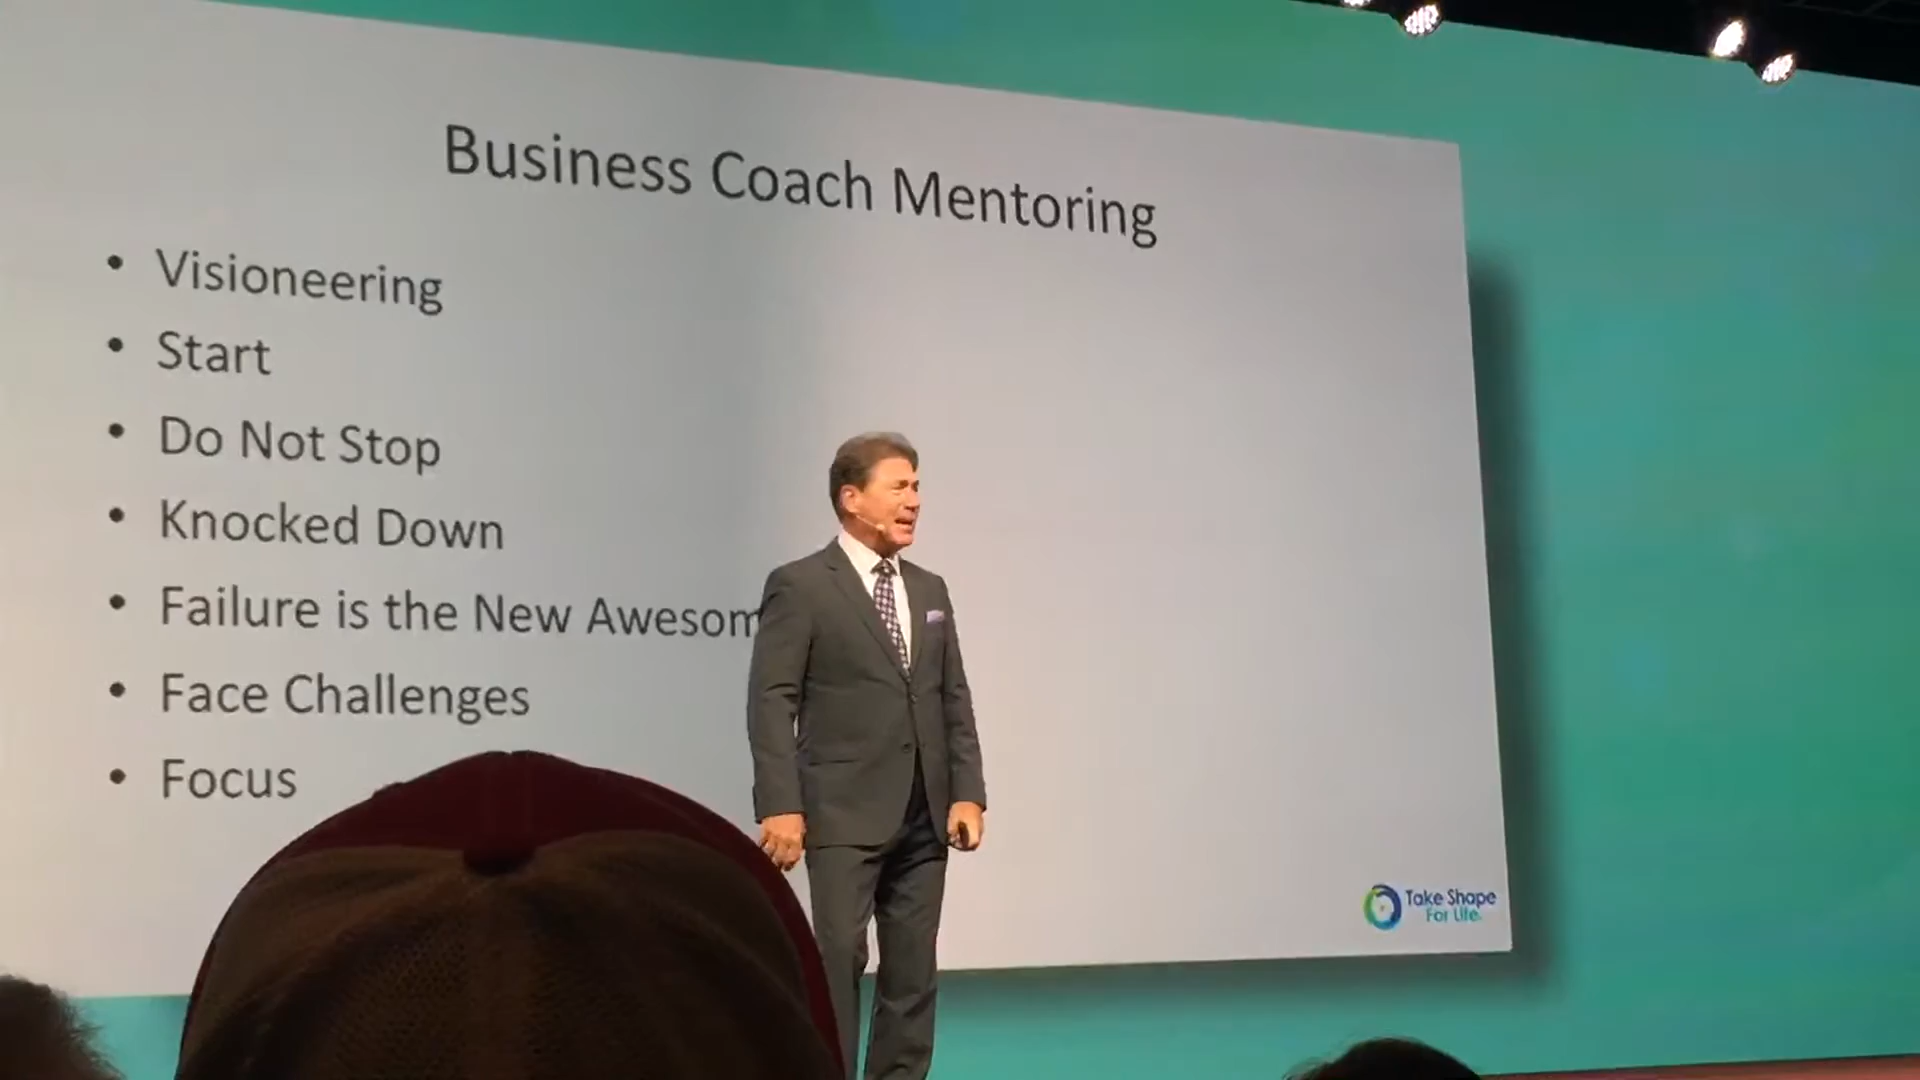 Business Coach Mentoring
• Visioneering
• Start
• Do Not Stop
• Knocked Down
• Failure is the New Awesom
• Face Challenges
• Focus
Take Shape
For Life